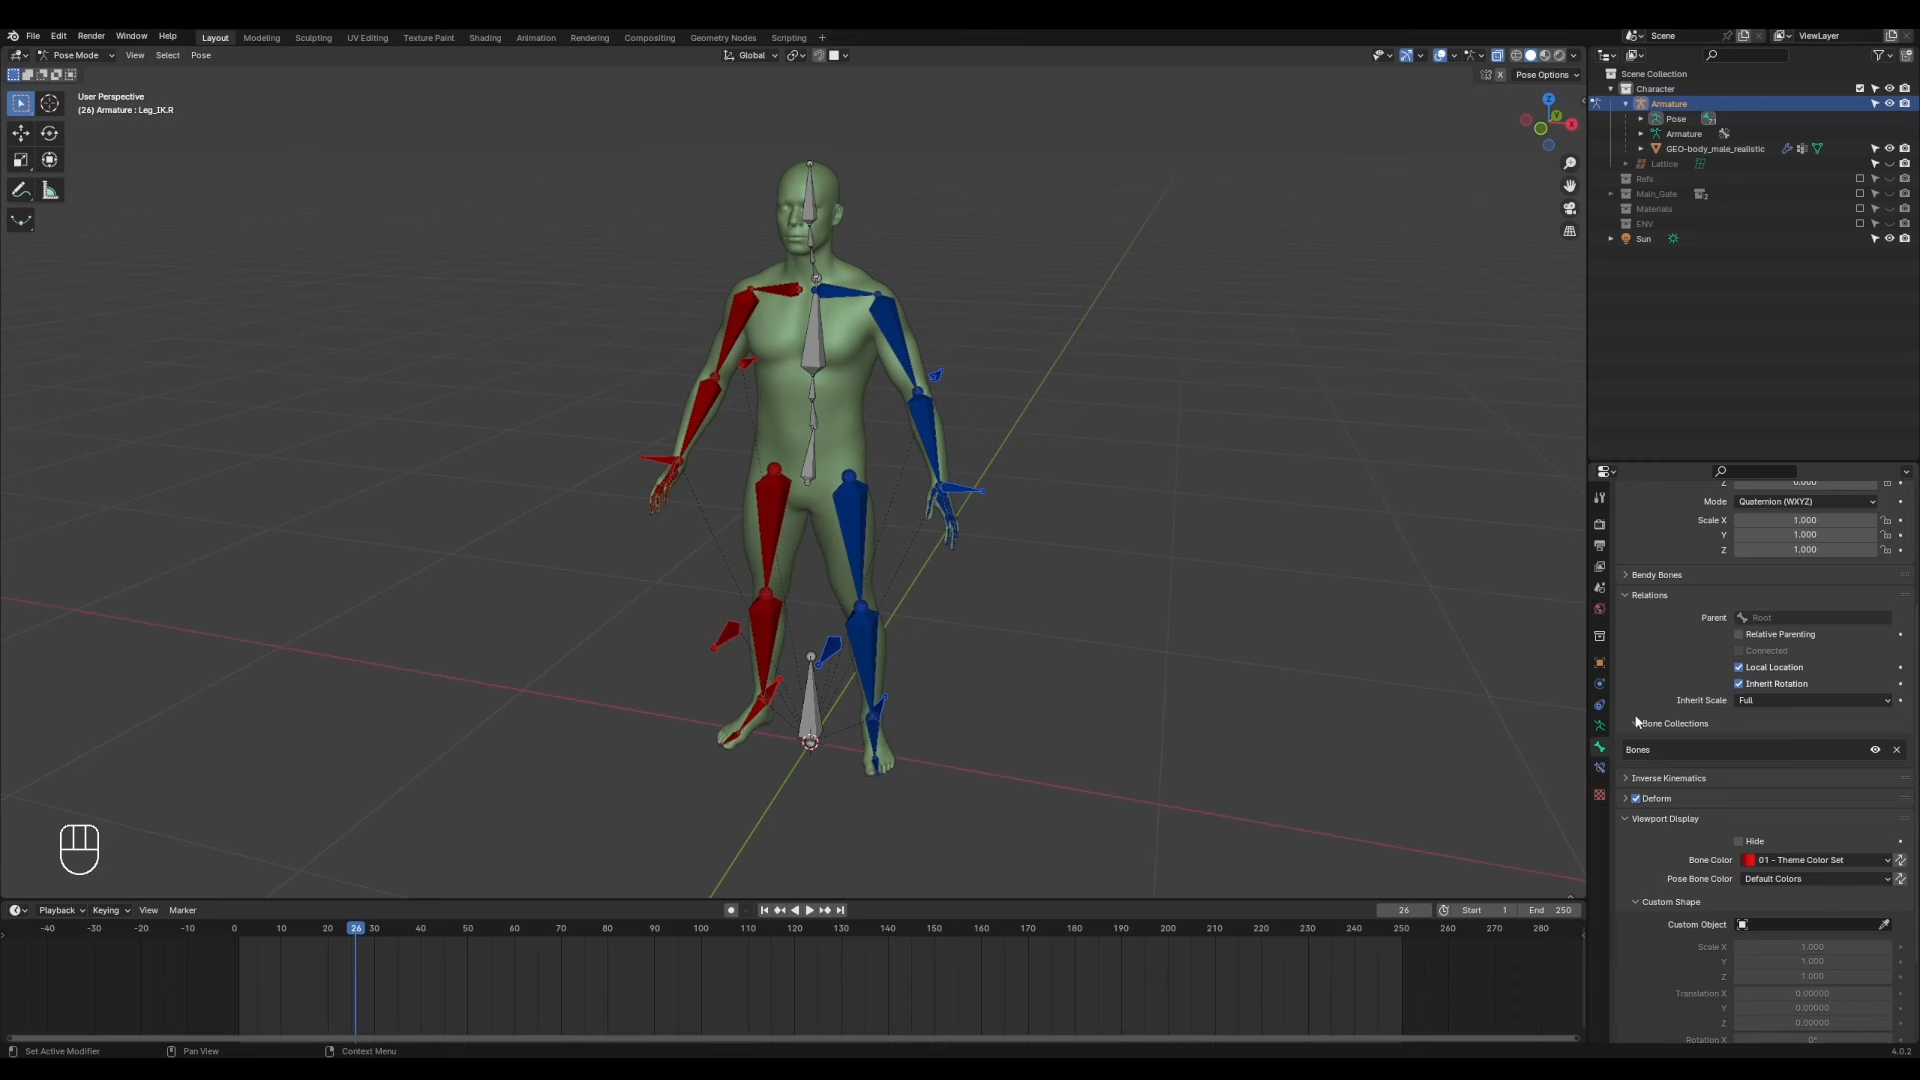 File Edit Render Window Help Layout Modeling Sculpting UV Editing Texture Paint Shading Animation Rendering Compositing Geometry Nodes Scripting + Scene ViewLayer
Pose Mode View Select Pose Global
X Pose Options
User Perspective
(26) Armature : Leg_IK.R
Z
Y
X
Scene Collection
Character
Armature
Pose
Armature
GEO-body_male_realistic
Lattice
Refs
Main_Gate 2
Materials
ENV
Sun
Z 0.000
Mode Quaternion (WXYZ)
Scale X 1.000
Y 1.000
Z 1.000
Bendy Bones
Relations
Parent Root
Relative Parenting
Connected
Local Location
Inherit Rotation
Inherit Scale Full
Bone Collections
Bones
Inverse Kinematics
Deform
Viewport Display
Hide
Bone Color 01 - Theme Color Set
Pose Bone Color Default Colors
Custom Shape
Custom Object
Scale X 1.000
Y 1.000
Z 1.000
Translation X 0.00000
Y 0.00000
Z 0.00000
Rotation X 0°
Playback Keying View Marker 26 Start 1 End 250
-40 -30 -20 -10 0 10 20 26 30 40 50 60 70 80 90 100 110 120 130 140 150 160 170 180 190 200 210 220 230 240 250 260 270 280
Set Active Modifier Pan View Context Menu 4.0.2